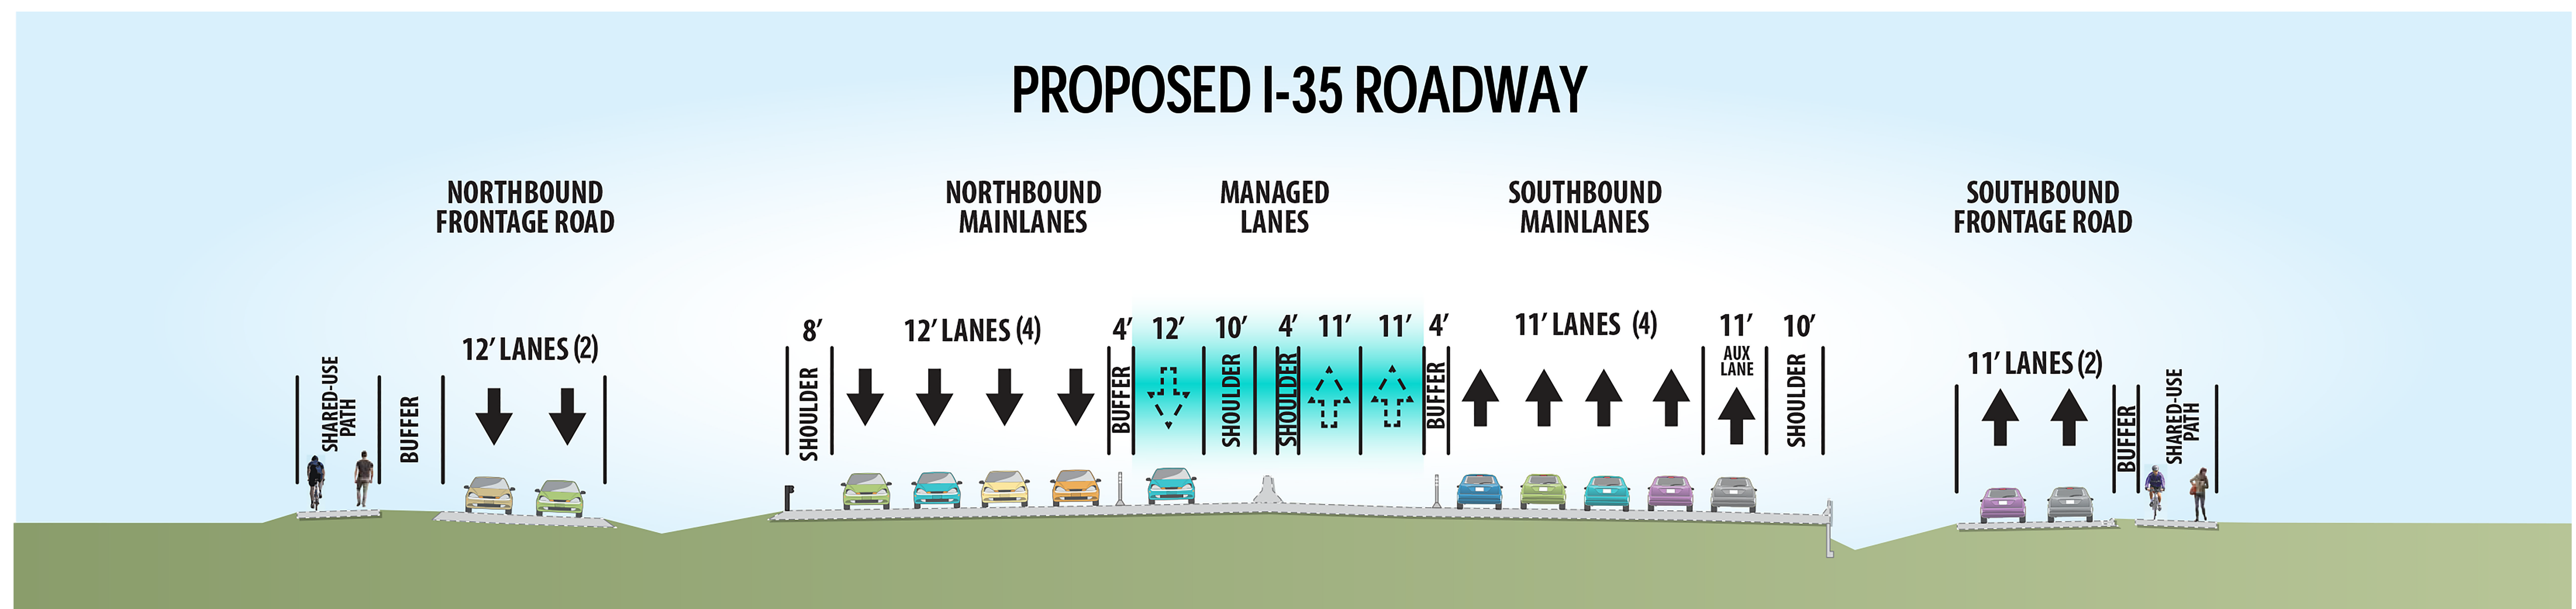 PROPOSED I-35 ROADWAY
NORTHBOUND
FRONTAGE ROAD
NORTHBOUND
MAINLANES
MANAGED
LANES
SOUTHBOUND
MAINLANES
SOUTHBOUND
FRONTAGE ROAD
SHARED-USE
PATH
BUFFER
12' LANES (2)
8'
SHOULDER
12' LANES (4)
4'
BUFFER
12'
10'
SHOULDER
4'
SHOULDER
11'
11'
4'
BUFFER
11' LANES (4)
11'
AUX
LANE
10'
SHOULDER
11' LANES (2)
BUFFER
SHARED-USE
PATH